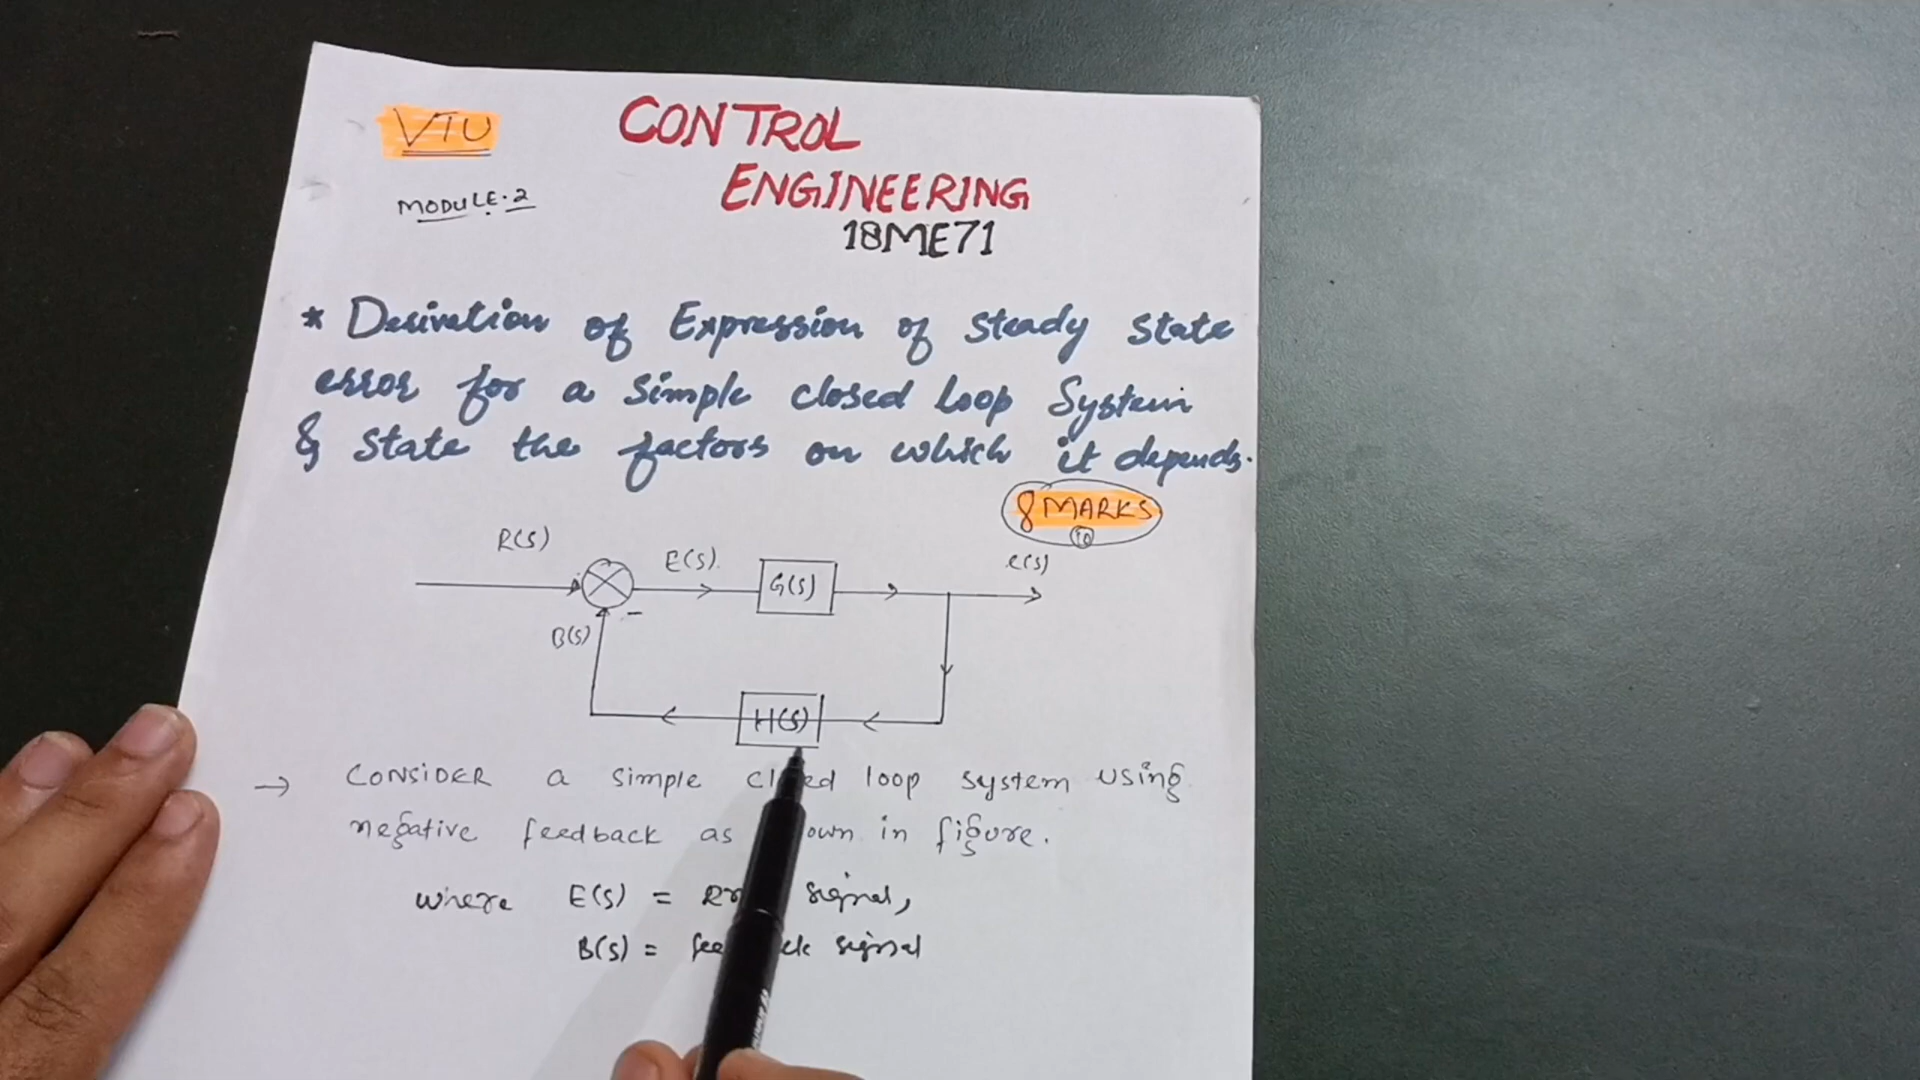 VTU
CONTROL
ENGINEERING
MODULE.2
18ME71
* Derivation of Expression of Steady State
error for a Simple closed loop System
& State the factors on which it depends.
8 MARKS
10
R(S)
E(S)
G(S)
C(S)
B(S)
-
H(S)
→ CONSIDER a simple loop system using
negative feedback as in figure.
where E(S) = signal,
B(S) = signal